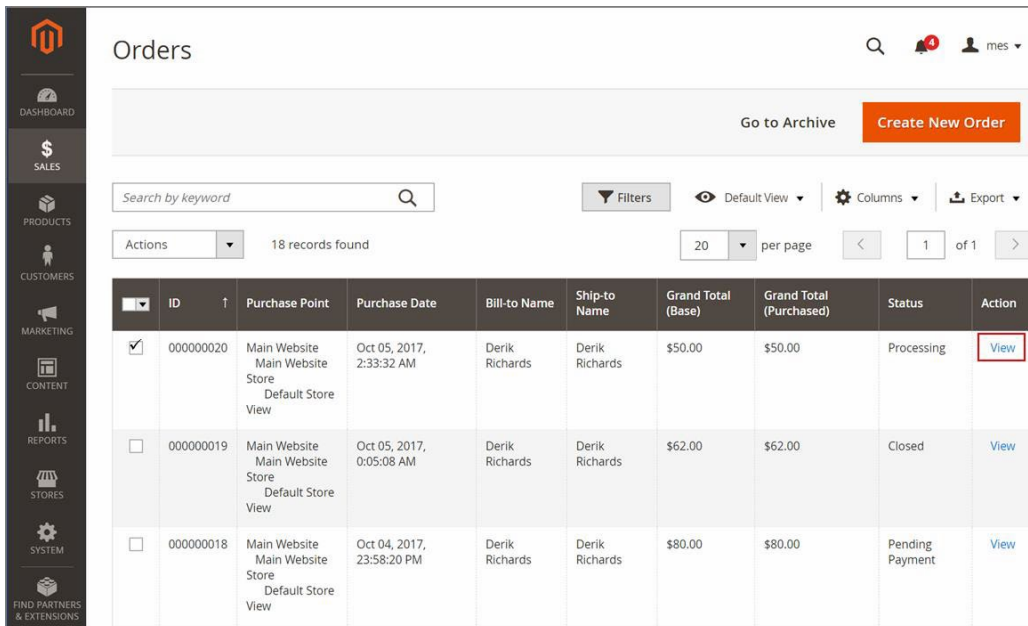 Orders
4
mes
DASHBOARD
$
SALES
PRODUCTS
CUSTOMERS
MARKETING
CONTENT
REPORTS
STORES
SYSTEM
FIND PARTNERS
& EXTENSIONS
Go to Archive
Create New Order
Search by keyword
Filters
Default View
Columns
Export
Actions
18 records found
20
per page
1
of 1
ID ↑ Purchase Point Purchase Date Bill-to Name Ship-to Name Grand Total (Base) Grand Total (Purchased) Status Action
000000020 Main Website Oct 05, 2017, Derik Derik $50.00 $50.00 Processing View
Main Website 2:33:32 AM Richards Richards
Store
Default Store
View
000000019 Main Website Oct 05, 2017, Derik Derik $62.00 $62.00 Closed View
Main Website 0:05:08 AM Richards Richards
Store
Default Store
View
000000018 Main Website Oct 04, 2017, Derik Derik $80.00 $80.00 Pending View
Main Website 23:58:20 PM Richards Richards Payment
Store
Default Store
View